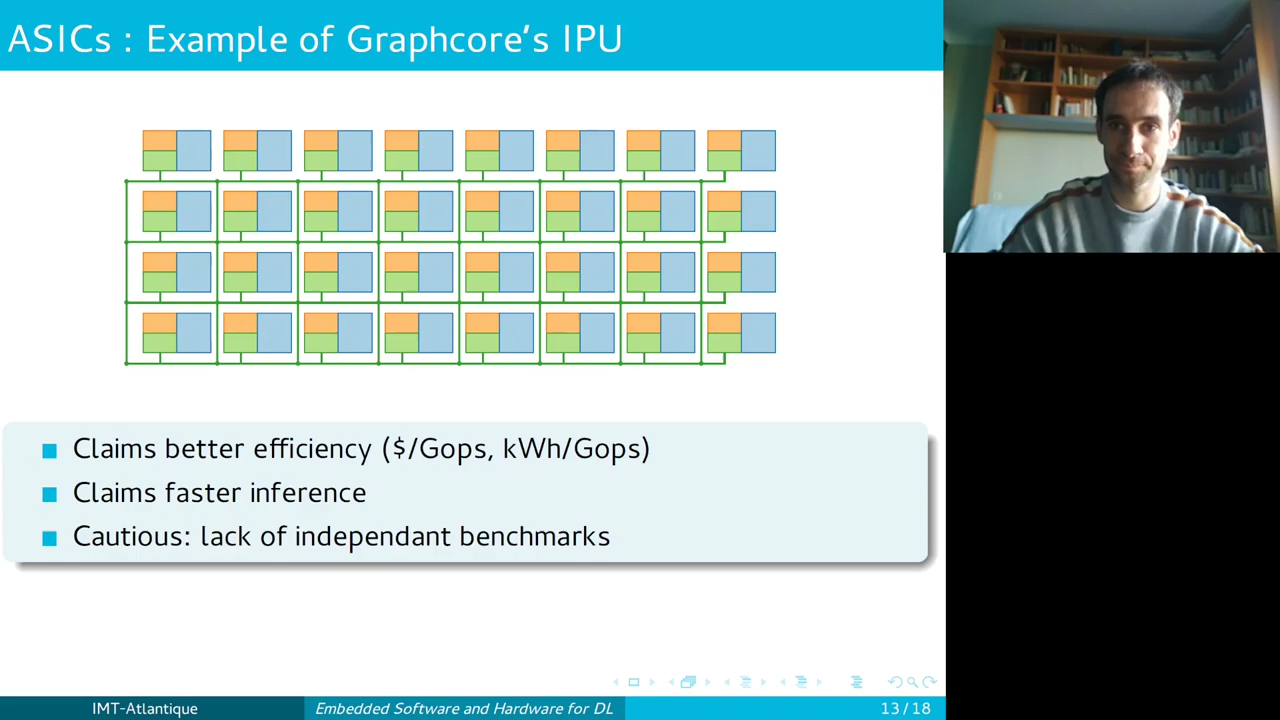 ASICs : Example of Graphcore's IPU
Claims better efficiency ($/Gops, kWh/Gops)
Claims faster inference
Cautious: lack of independant benchmarks
IMT-Atlantique
Embedded Software and Hardware for DL
13 / 18